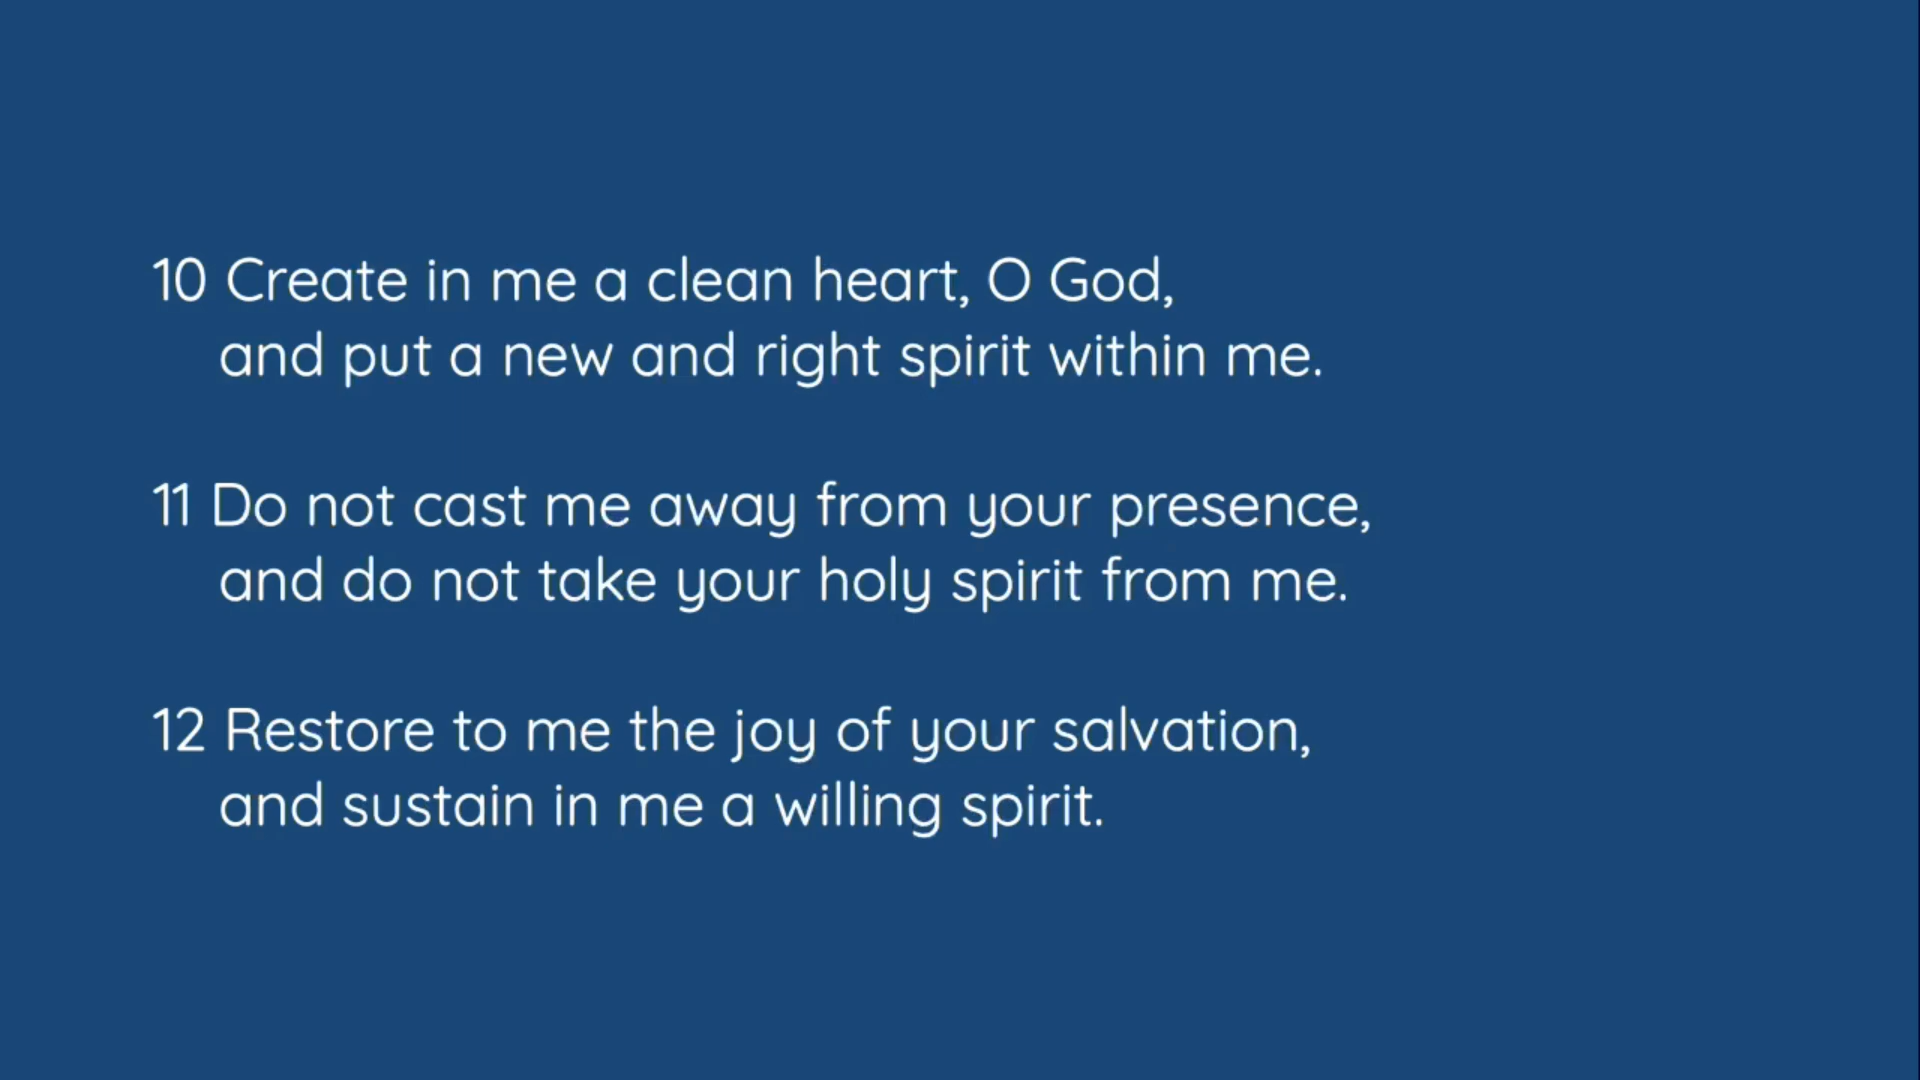 10 Create in me a clean heart, O God,
and put a new and right spirit within me.
11 Do not cast me away from your presence,
and do not take your holy spirit from me.
12 Restore to me the joy of your salvation,
and sustain in me a willing spirit.